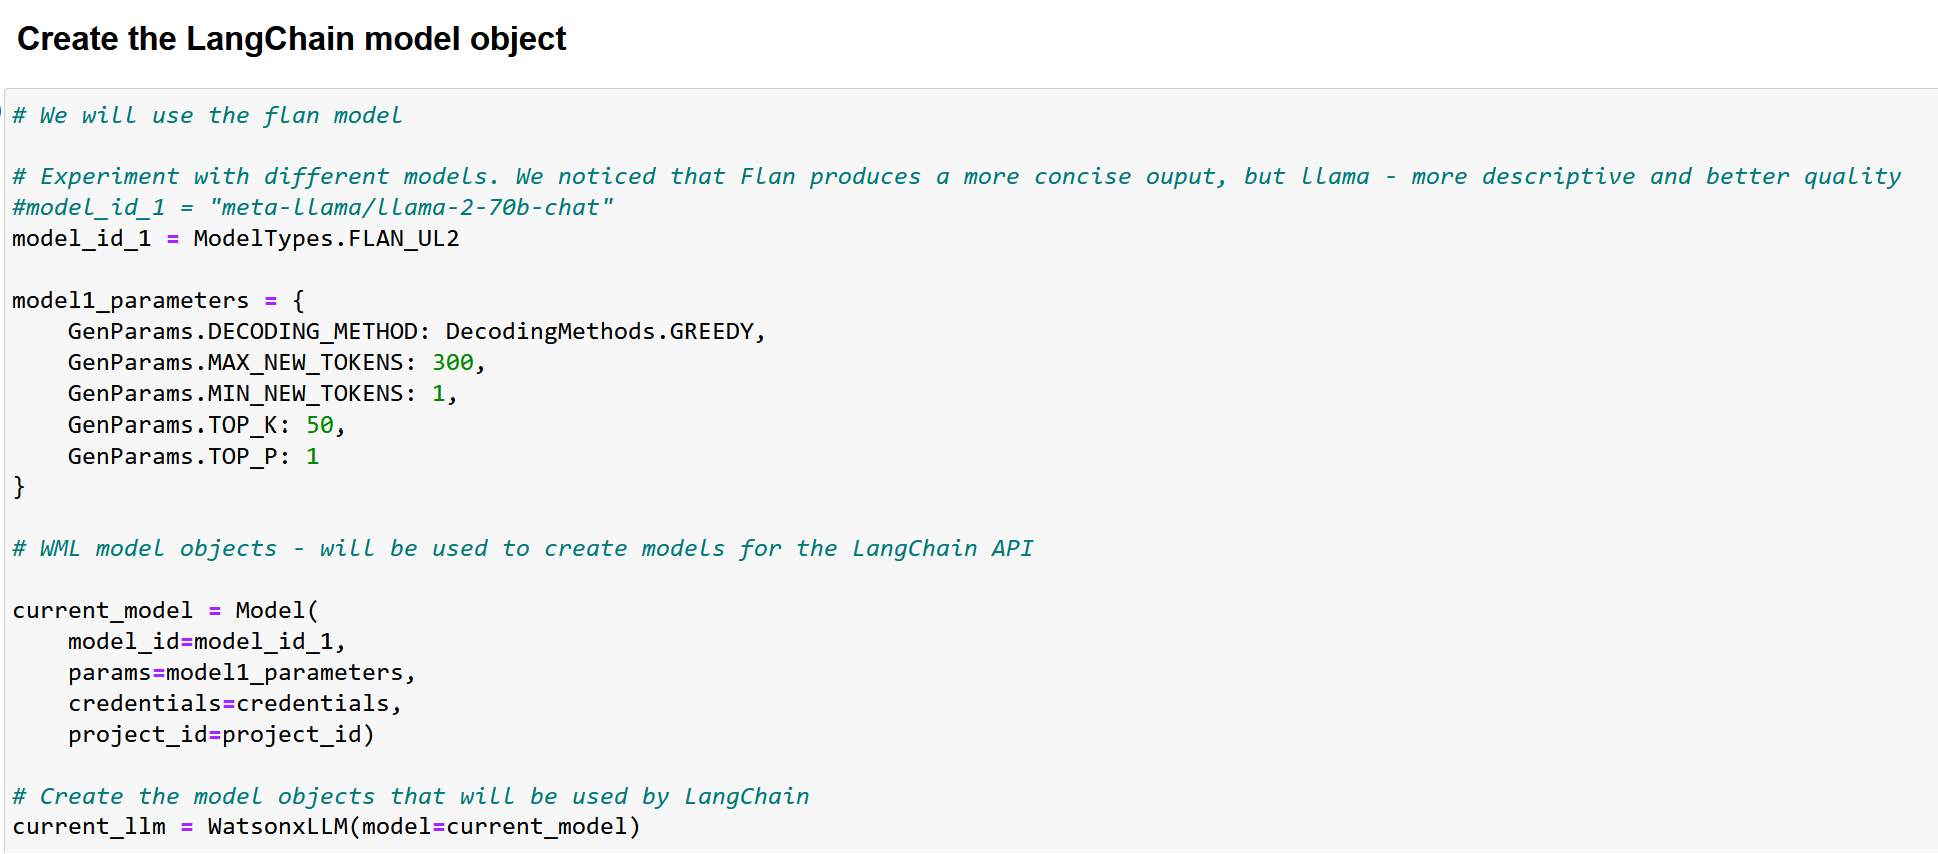 Create the LangChain model object
# We will use the flan model
# Experiment with different models. We noticed that Flan produces a more concise ouput, but llama - more descriptive and better quality
#model_id_1 = "meta-llama/llama-2-70b-chat"
model_id_1 = ModelTypes.FLAN_UL2
model1_parameters = {
    GenParams.DECODING_METHOD: DecodingMethods.GREEDY,
    GenParams.MAX_NEW_TOKENS: 300,
    GenParams.MIN_NEW_TOKENS: 1,
    GenParams.TOP_K: 50,
    GenParams.TOP_P: 1
}
# WML model objects - will be used to create models for the LangChain API
current_model = Model(
    model_id=model_id_1,
    params=model1_parameters,
    credentials=credentials,
    project_id=project_id)
# Create the model objects that will be used by LangChain
current_llm = WatsonxLLM(model=current_model)